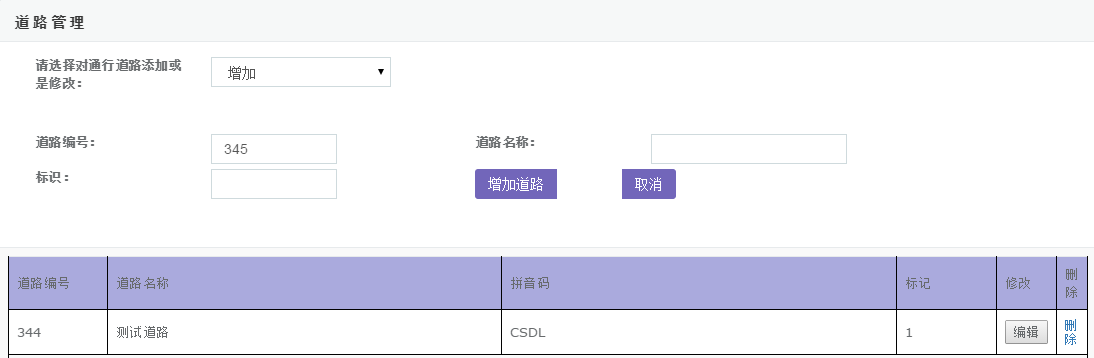 道路管理
请选择对通行道路添加或
是修改：
增加
道路编号：
345
道路名称：
标识：
增加道路
取消
道路编号
道路名称
拼音码
标记
修改
删
除
344
测试道路
CSDL
1
编辑
删
除